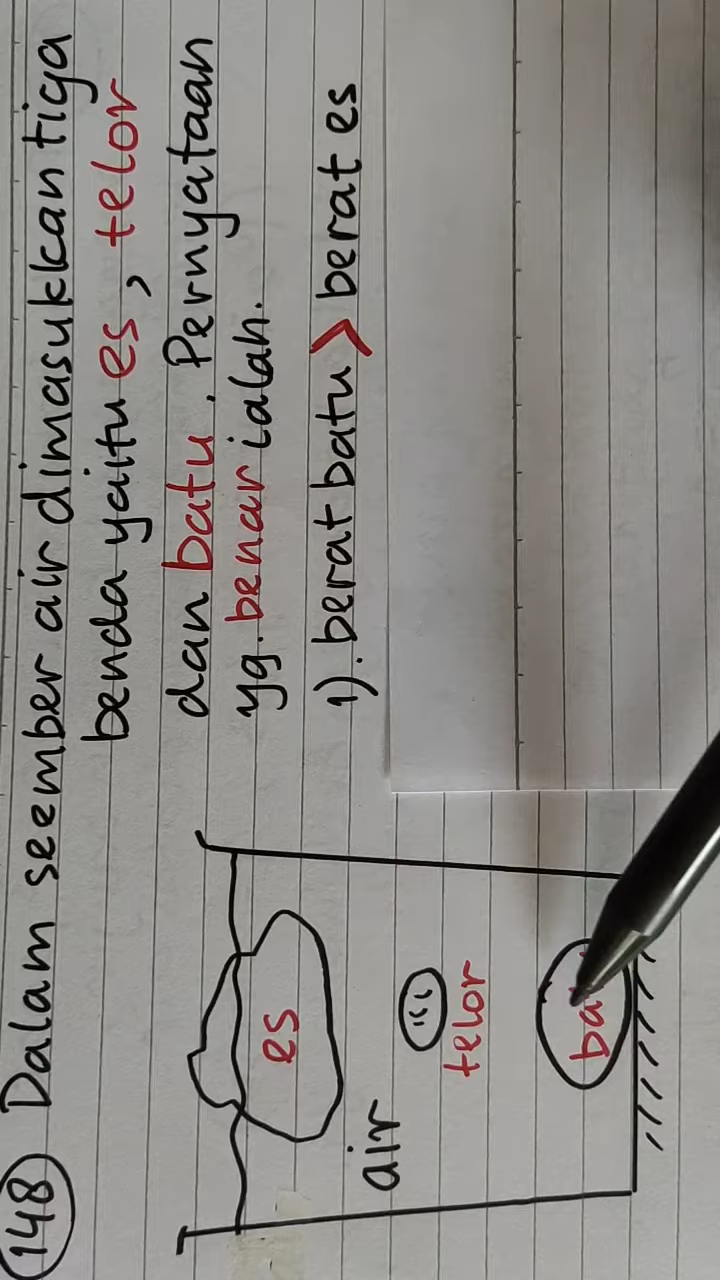 148 Dalam seember air dimasukkan tiga
benda yaitu es, telor
dan batu. Pernyataan
yg. benar ialah.
1). berat batu > berat es
es
air
telor